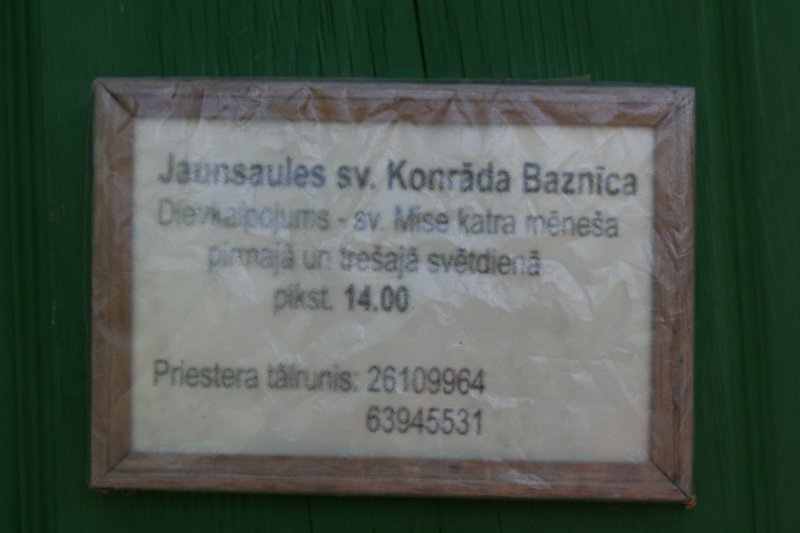 Jaunsaules sv. Konrāda Baznīca
Dievkalpojums - sv. Mise katra mēneša
pirmajā un trešajā svētdienā
plkst. 14.00
Priestera tālrunis: 26109964
63945531